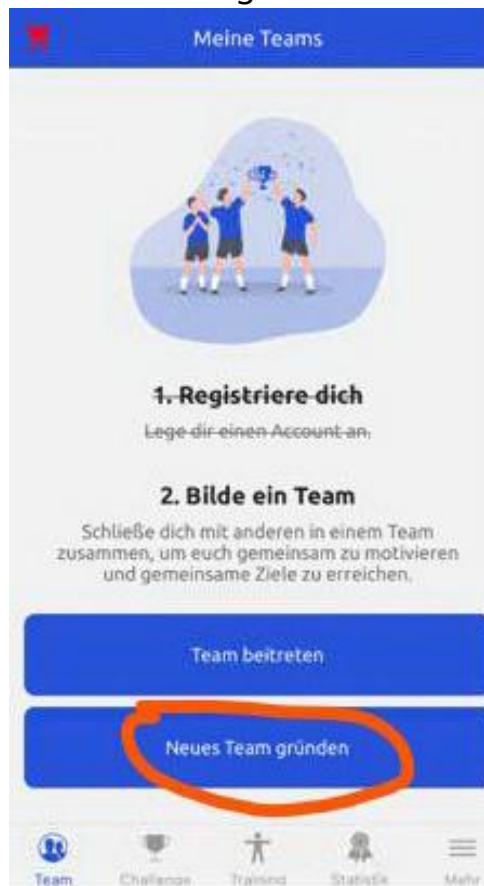 Meine Teams
1. Registriere dich
Lege dir einen Account an.
2. Bilde ein Team
Schließe dich mit anderen in einem Team
zusammen, um euch gemeinsam zu motivieren
und gemeinsame Ziele zu erreichen.
Team beitreten
Neues Team gründen
Team Challenge Training Statistik Mehr